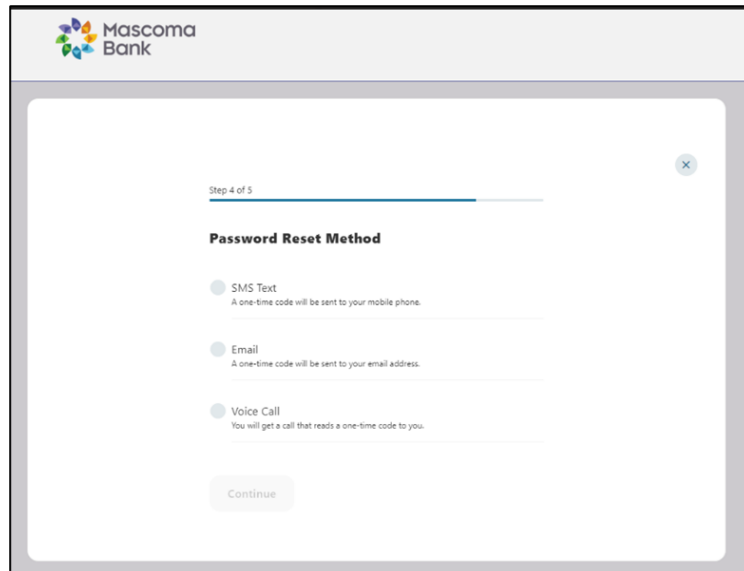 Mascoma
Bank
Step 4 of 5
Password Reset Method
SMS Text
A one-time code will be sent to your mobile phone.
Email
A one-time code will be sent to your email address.
Voice Call
You will get a call that reads a one-time code to you.
Continue